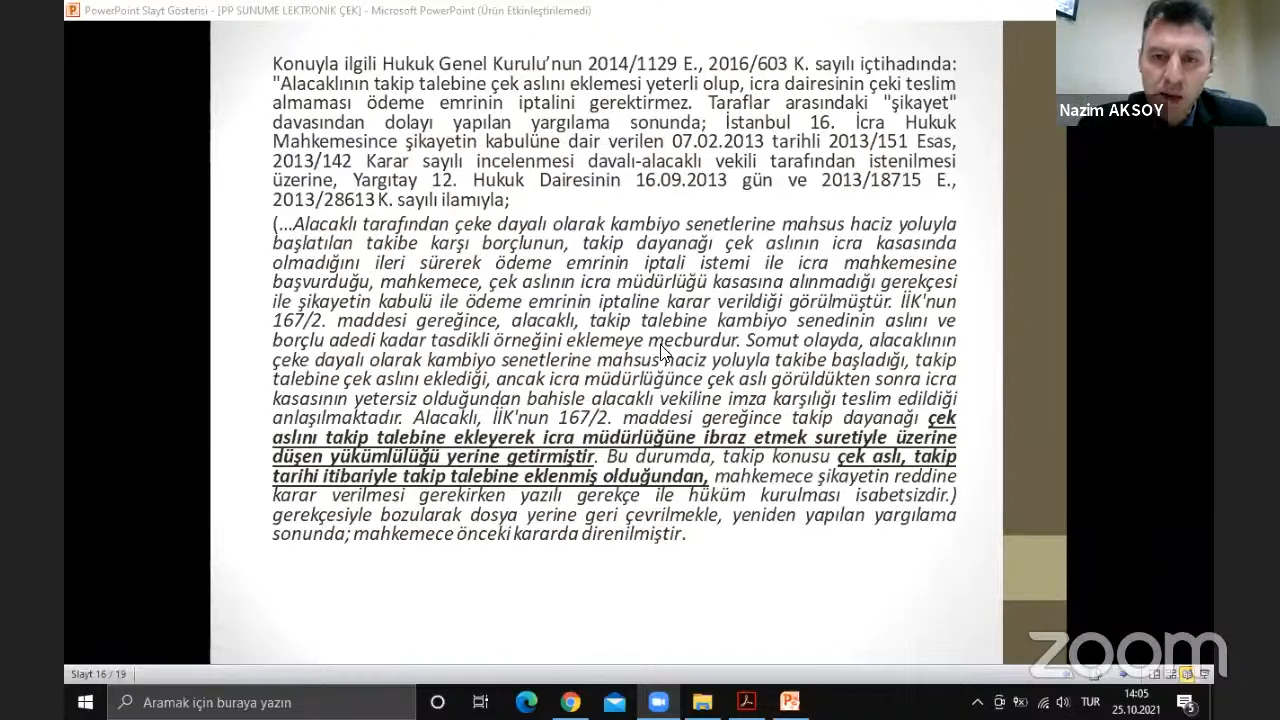 PowerPoint Slayt Gösterisi - [PP SUNUME LEKTRONİK ÇEK] - Microsoft PowerPoint (Ürün Etkinleştirilemedi)
Nazim AKSOY
Konuyla ilgili Hukuk Genel Kurulu'nun 2014/1129 E., 2016/603 K. sayılı içtihadında:
"Alacaklının takip talebine çek aslını eklemesi yeterli olup, icra dairesinin çeki teslim
almaması ödeme emrinin iptalini gerektirmez. Taraflar arasındaki "şikayet"
davasından dolayı yapılan yargılama sonunda; İstanbul 16. İcra Hukuk
Mahkemesince şikayetin kabulüne dair verilen 07.02.2013 tarihli 2013/151 Esas,
2013/142 Karar sayılı incelenmesi davalı-alacaklı vekili tarafından istenilmesi
üzerine, Yargıtay 12. Hukuk Dairesinin 16.09.2013 gün ve 2013/18715 E.,
2013/28613 K. sayılı ilamıyla;
(...Alacaklı tarafından çeke dayalı olarak kambiyo senetlerine mahsus haciz yoluyla
başlatılan takibe karşı borçlunun, takip dayanağı çek aslının icra kasasında
olmadığını ileri sürerek ödeme emrinin iptali istemi ile icra mahkemesine
başvurduğu, mahkemece, çek aslının icra müdürlüğü kasasına alınmadığı gerekçesi
ile şikayetin kabulü ile ödeme emrinin iptaline karar verildiği görülmüştür. İİK'nun
167/2. maddesi gereğince, alacaklı, takip talebine kambiyo senedinin aslını ve
borçlu adedi kadar tasdikli örneğini eklemeye mecburdur. Somut olayda, alacaklının
çeke dayalı olarak kambiyo senetlerine mahsus haciz yoluyla takibe başladığı, takip
talebine çek aslını eklediği, ancak icra müdürlüğünce çek aslı görüldükten sonra icra
kasasının yetersiz olduğundan bahisle alacaklı vekiline imza karşılığı teslim edildiği
anlaşılmaktadır. Alacaklı, İİK'nun 167/2. maddesi gereğince takip dayanağı çek
aslını takip talebine ekleyerek icra müdürlüğüne ibraz etmek suretiyle üzerine
düşen yükümlülüğü yerine getirmiştir. Bu durumda, takip konusu çek aslı, takip
tarihi itibariyle takip talebine eklenmiş olduğundan, mahkemece şikayetin reddine
karar verilmesi gerekirken yazılı gerekçe ile hüküm kurulması isabetsizdir.)
gerekçesiyle bozularak dosya yerine geri çevrilmekle, yeniden yapılan yargılama
sonunda; mahkemece önceki kararda direnilmiştir.
zoom
Slayt 16 / 19
Aramak için buraya yazın
TUR
14:05
25.10.2021
5